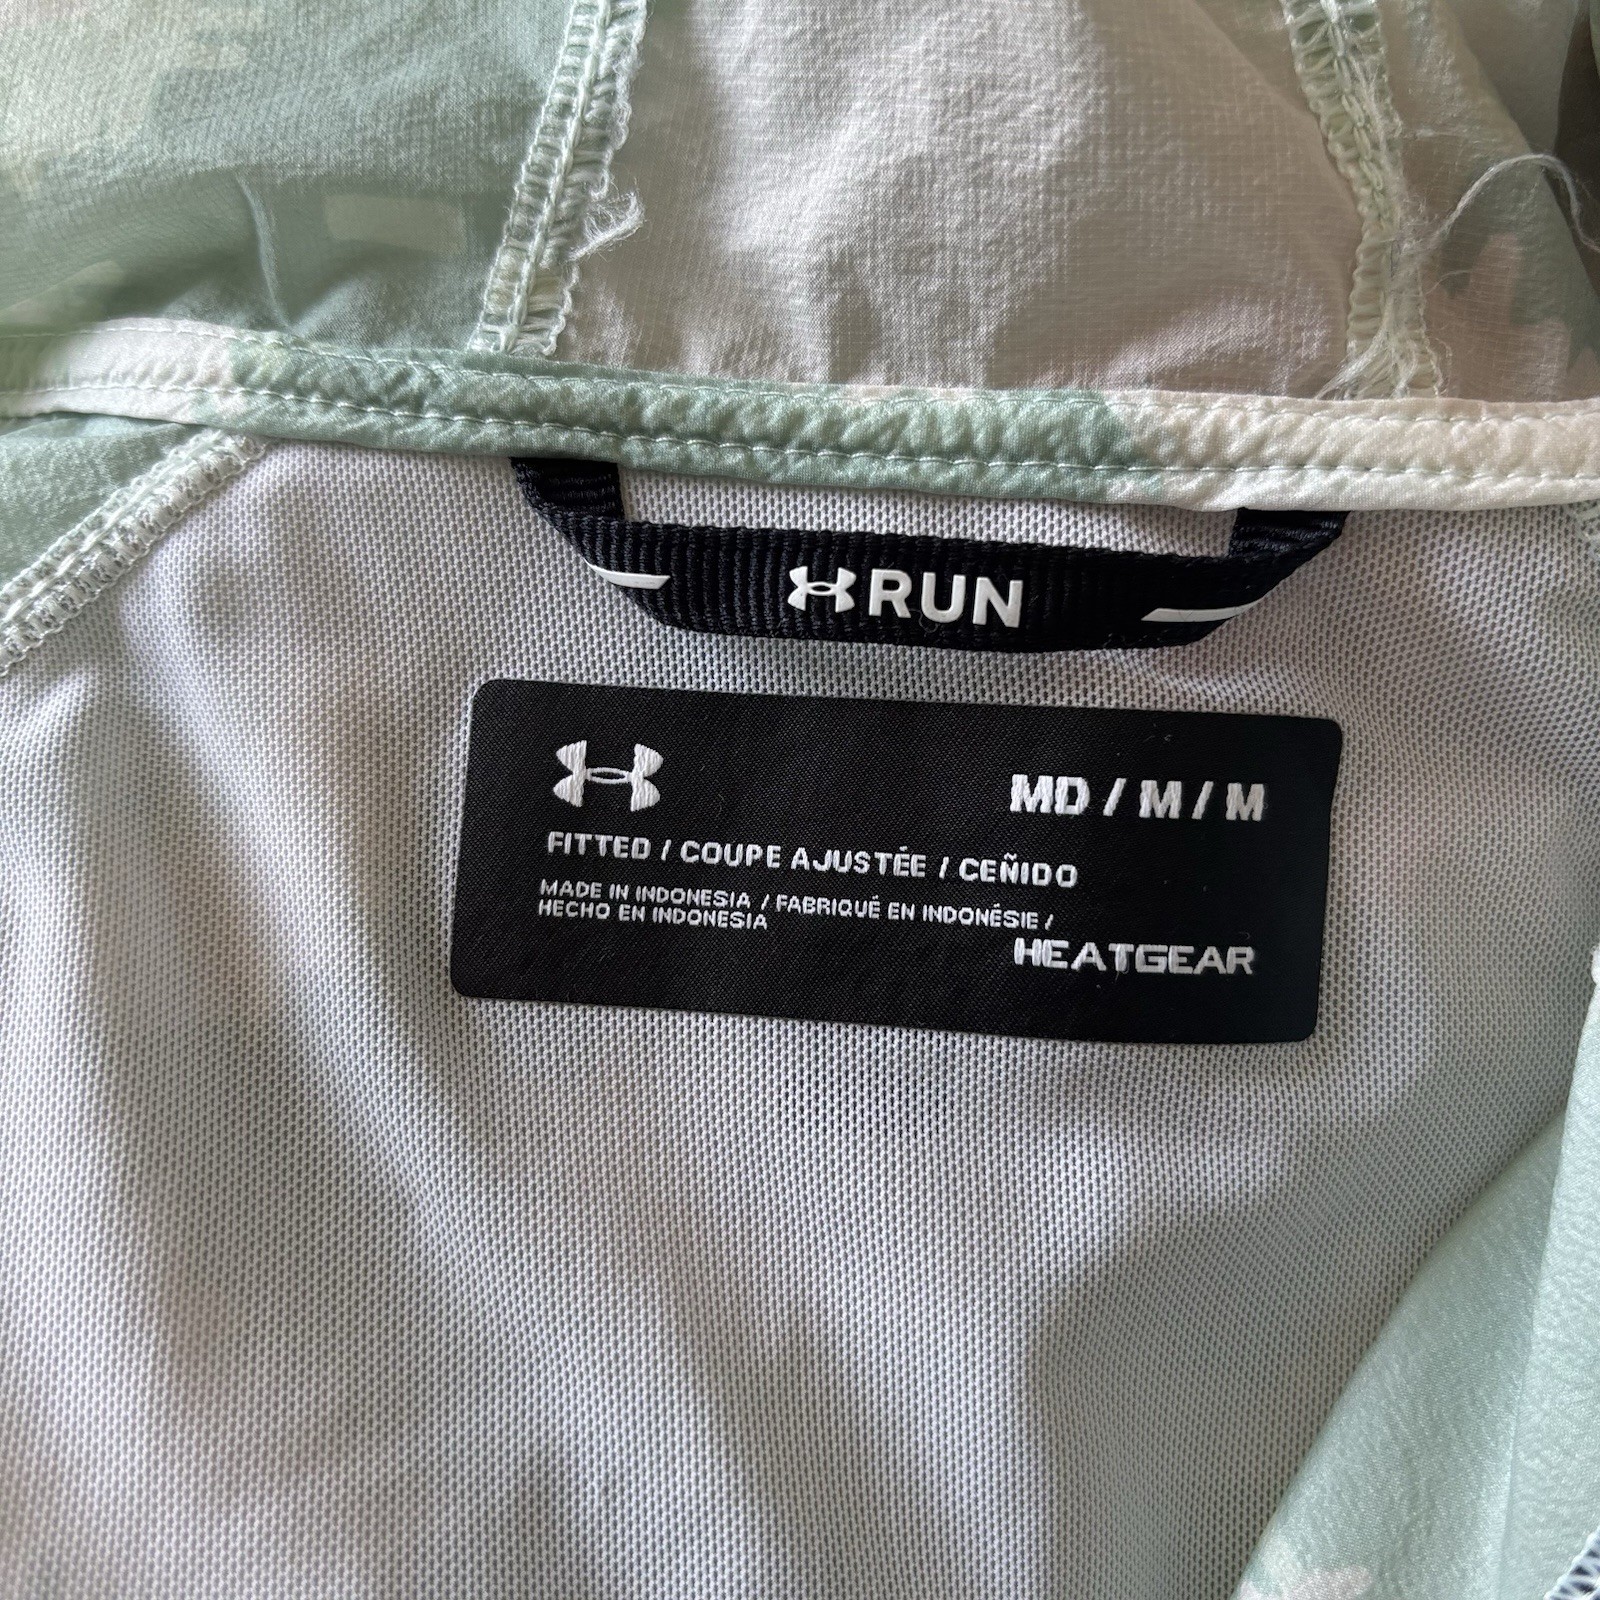 RUN
MD / M / M
FITTED / COUPE AJUSTÉE / CEÑIDO
MADE IN INDONESIA / FABRIQUÉ EN INDONÉSIE /
HECHO EN INDONESIA
HEATGEAR